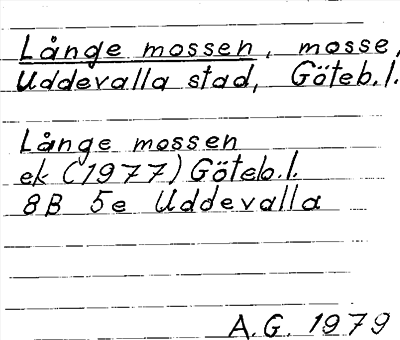 Långe mossen, mosse,
Uddevalla stad, Göteb.l.
Långe mossen
ek (1977) Göteb.l.
8B 5e Uddevalla
A.G. 1979